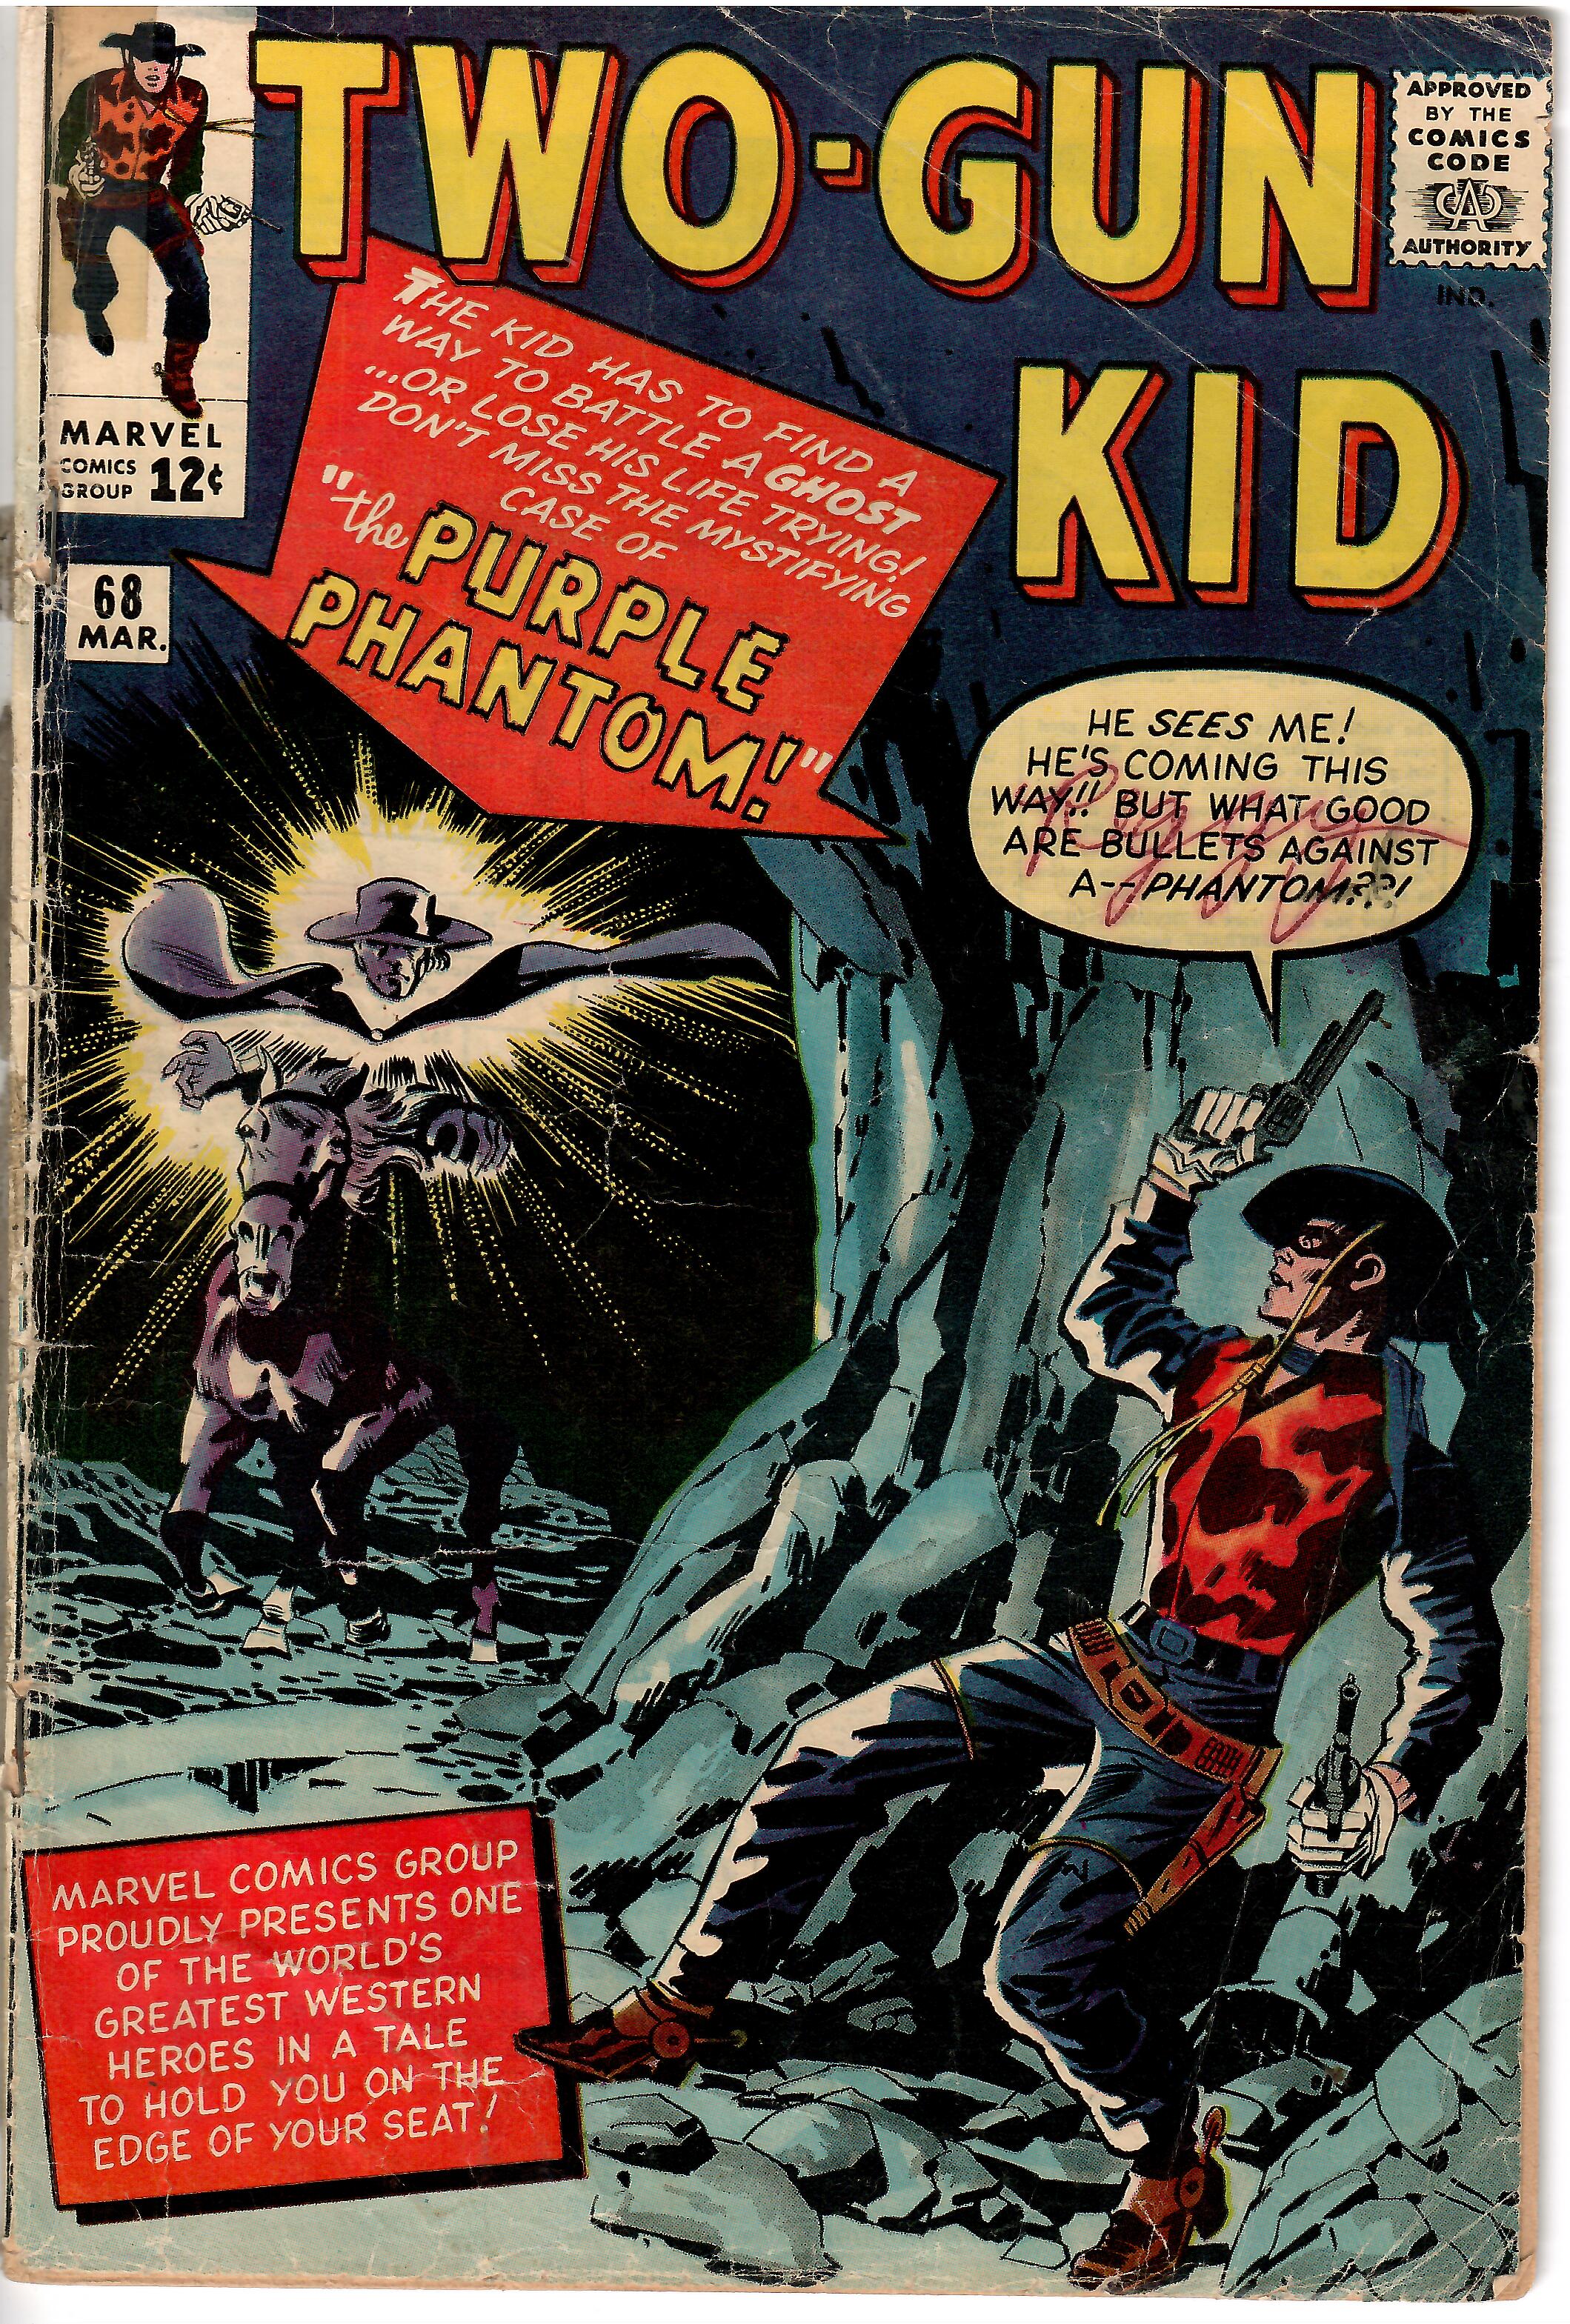 TWO-GUN
KID
APPROVED
BY THE
COMICS
CODE
CA
AUTHORITY
IND.
MARVEL
COMICS
GROUP 12¢
68
MAR.
THE KID HAS TO FIND A
WAY TO BATTLE A GHOST
...OR LOSE HIS LIFE TRYING!
DON'T MISS THE MYSTIFYING
CASE OF
"the PURPLE
PHANTOM!"
HE SEES ME!
HE'S COMING THIS
WAY!! BUT WHAT GOOD
ARE BULLETS AGAINST
A-- PHANTOM??!
MARVEL COMICS GROUP
PROUDLY PRESENTS ONE
OF THE WORLD'S
GREATEST WESTERN
HEROES IN A TALE
TO HOLD YOU ON THE
EDGE OF YOUR SEAT!